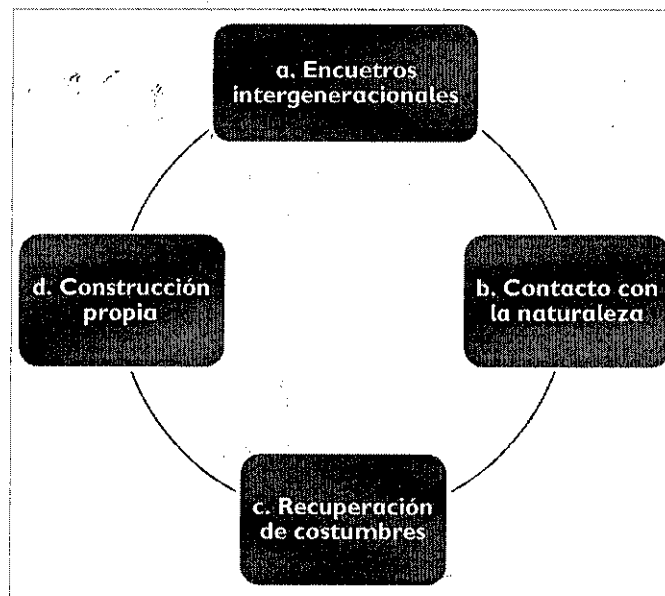 a. Encuetros
intergeneracionales
b. Contacto con
la naturaleza
c. Recuperación
de costumbres
d. Construcción
propia